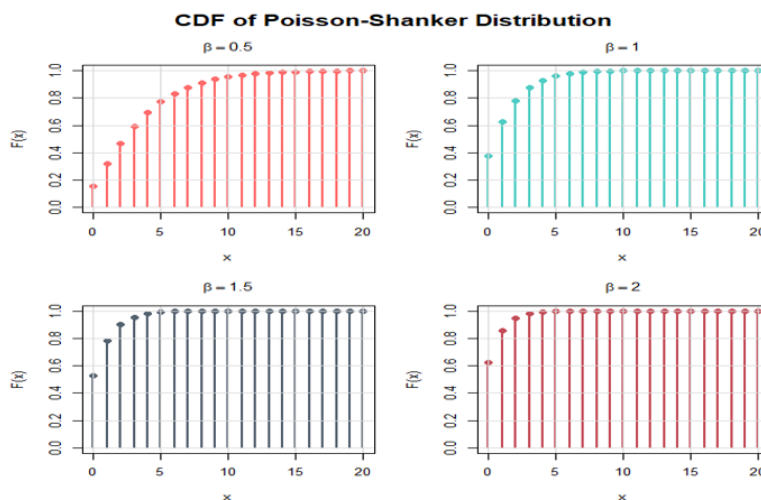 CDF of Poisson-Shanker Distribution
β = 0.5
F(x)
0.0 0.2 0.4 0.6 0.8 1.0
0 5 10 15 20
x
β = 1
F(x)
0.0 0.2 0.4 0.6 0.8 1.0
0 5 10 15 20
x
β = 1.5
F(x)
0.0 0.2 0.4 0.6 0.8 1.0
0 5 10 15 20
x
β = 2
F(x)
0.0 0.2 0.4 0.6 0.8 1.0
0 5 10 15 20
x